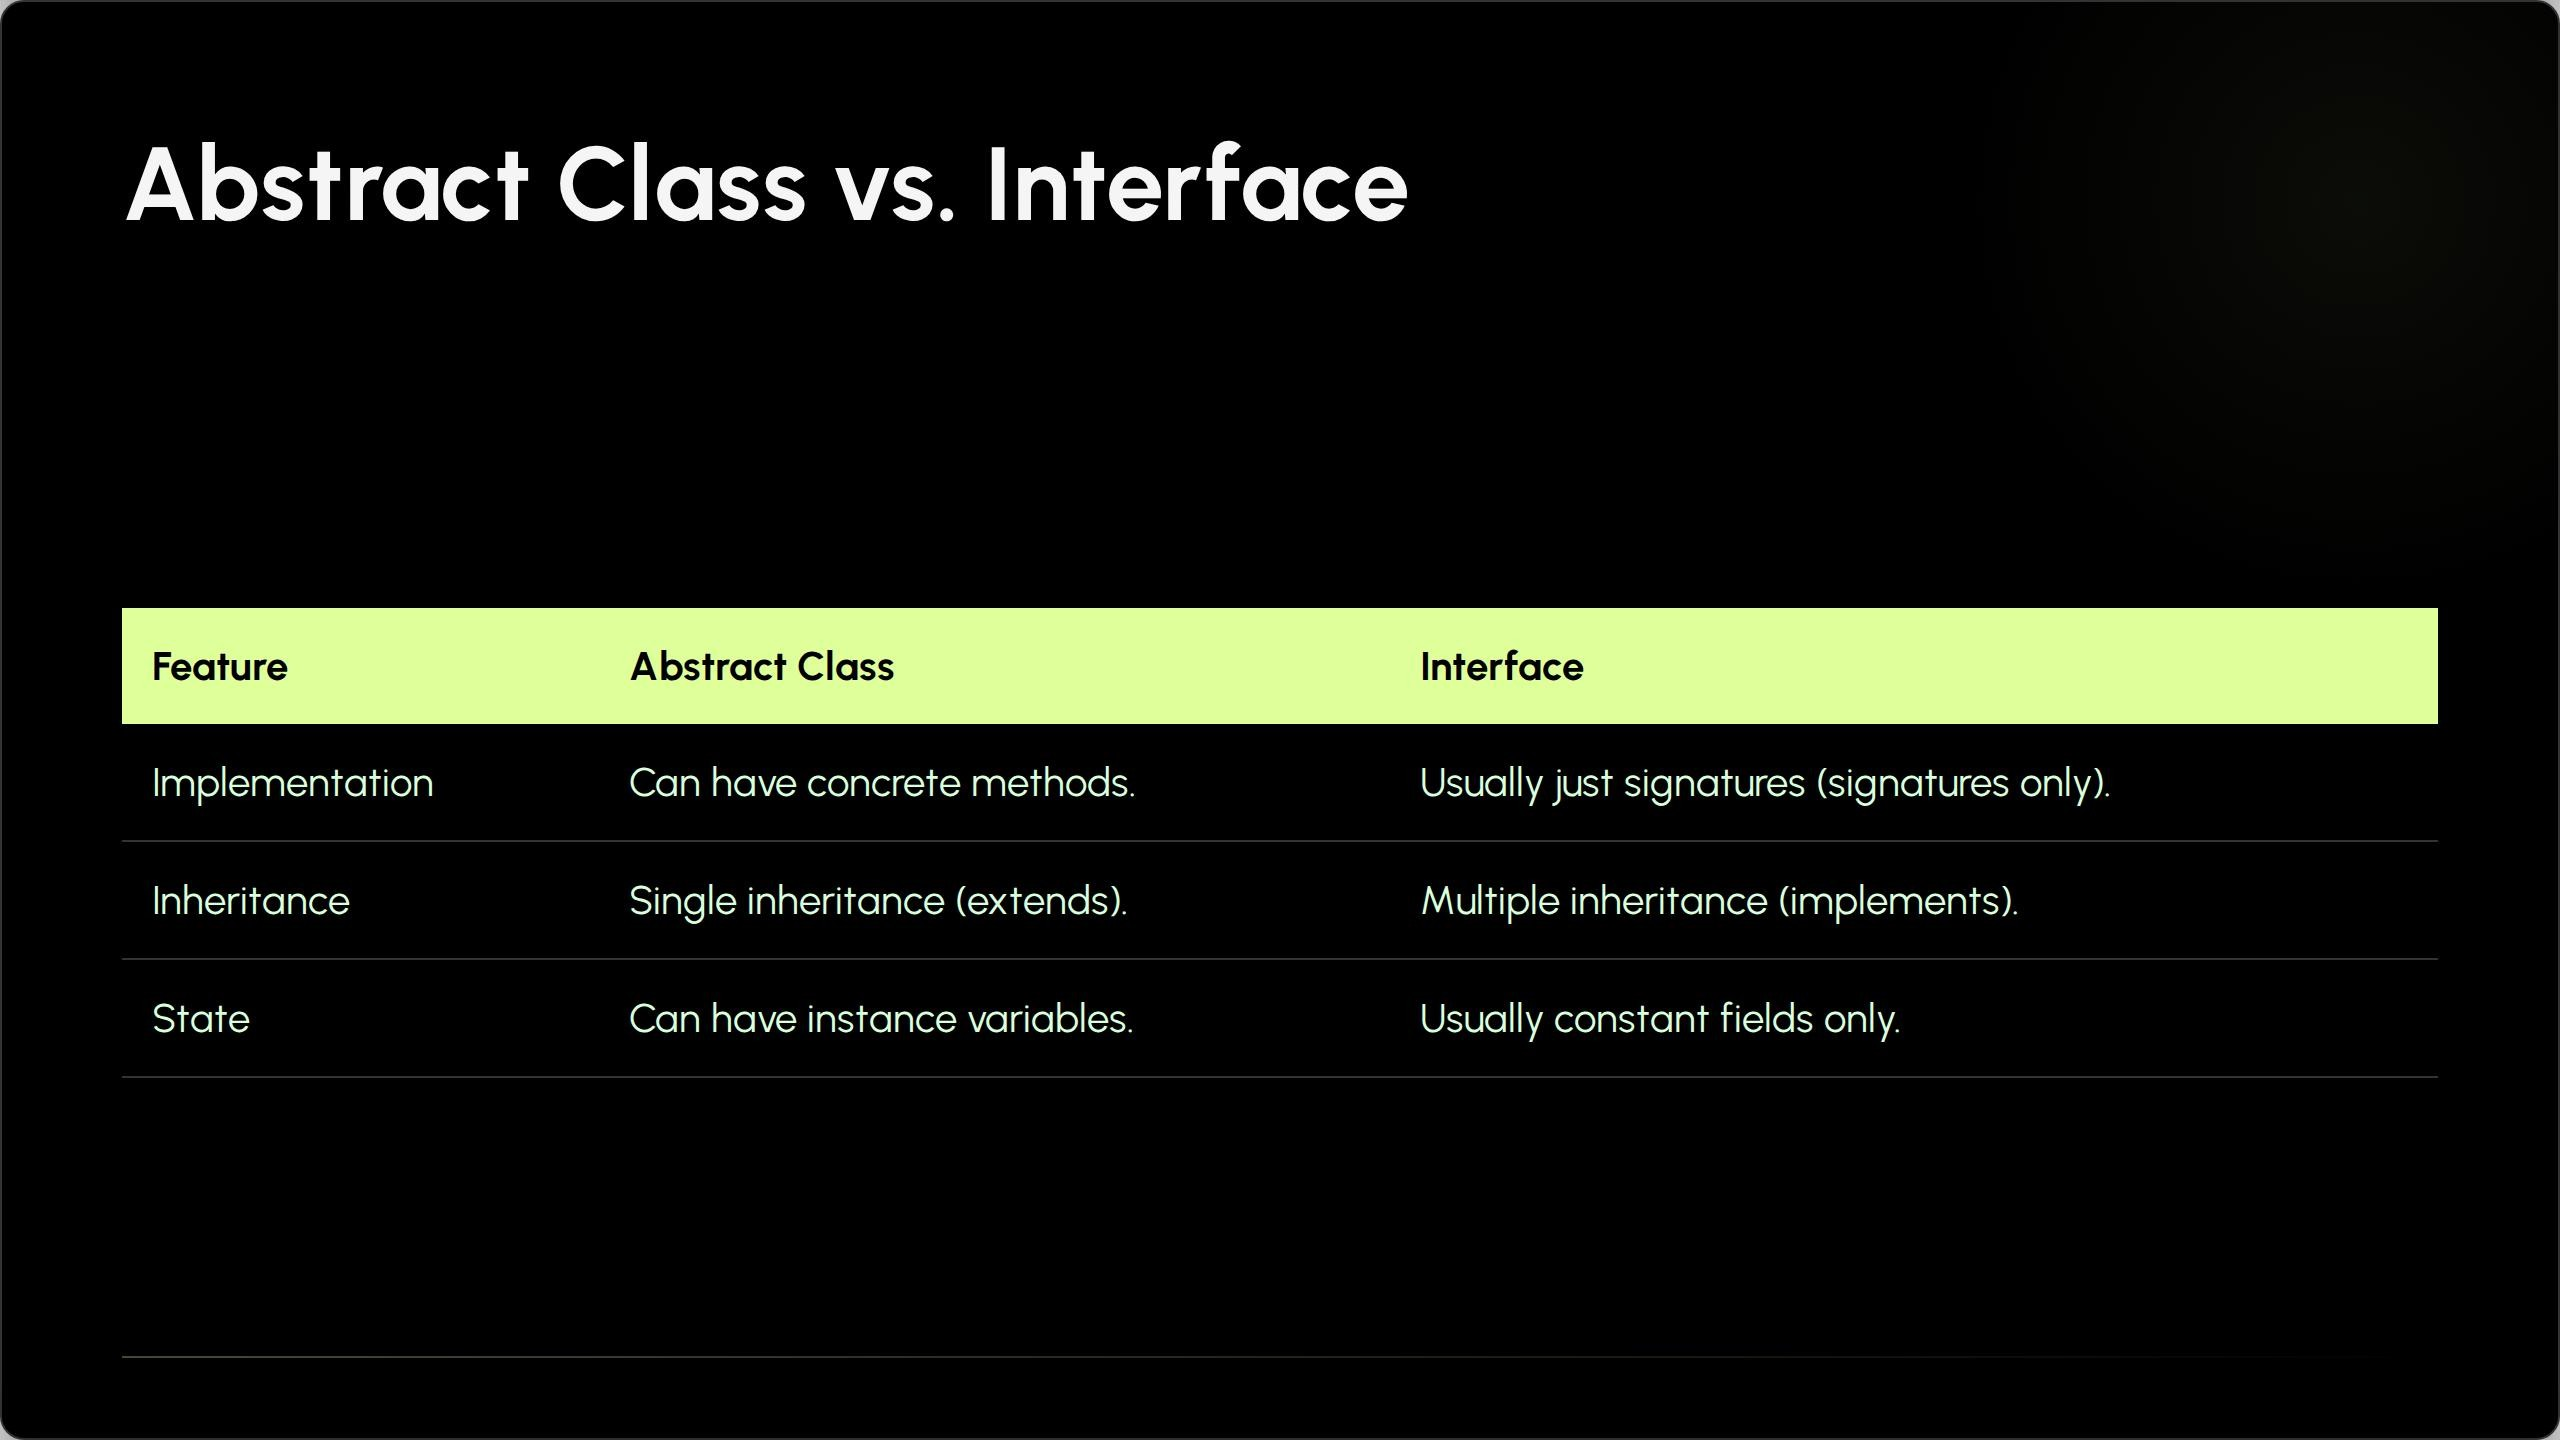 Abstract Class vs. Interface
Feature Abstract Class Interface
Implementation Can have concrete methods. Usually just signatures (signatures only).
Inheritance Single inheritance (extends). Multiple inheritance (implements).
State Can have instance variables. Usually constant fields only.